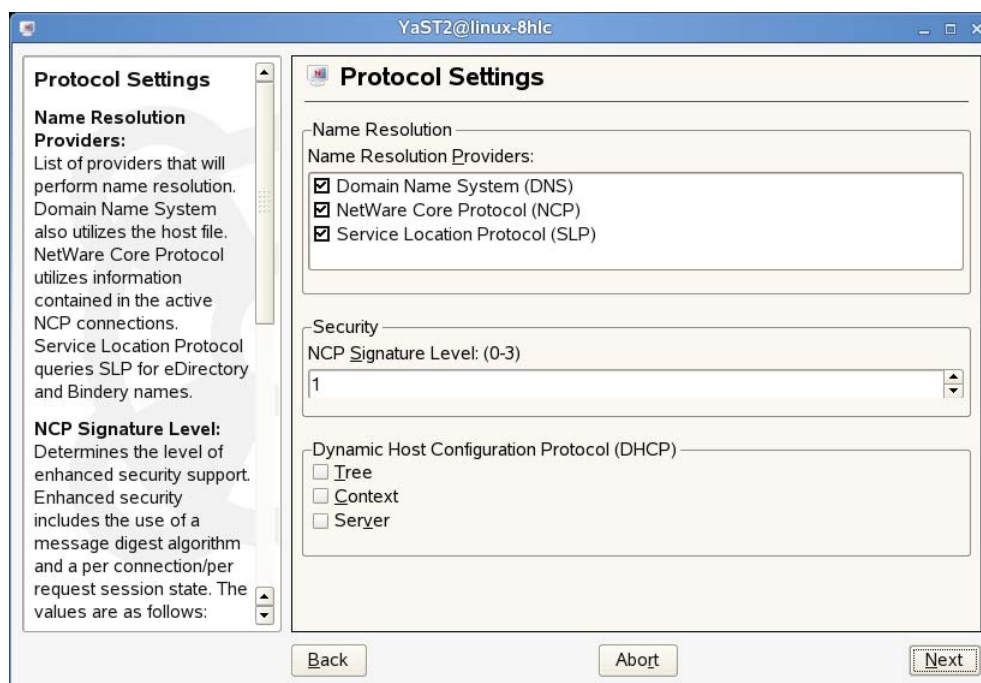 YaST2@linux-8hlc
Protocol Settings
Name Resolution
Providers:
List of providers that will
perform name resolution.
Domain Name System
also utilizes the host file.
NetWare Core Protocol
utilizes information
contained in the active
NCP connections.
Service Location Protocol
queries SLP for eDirectory
and Bindery names.
NCP Signature Level:
Determines the level of
enhanced security support.
Enhanced security
includes the use of a
message digest algorithm
and a per connection/per
request session state. The
values are as follows:
Protocol Settings
Name Resolution
Name Resolution Providers:
Domain Name System (DNS)
NetWare Core Protocol (NCP)
Service Location Protocol (SLP)
Security
NCP Signature Level: (0-3)
1
Dynamic Host Configuration Protocol (DHCP)
Tree
Context
Server
Back
Abort
Next